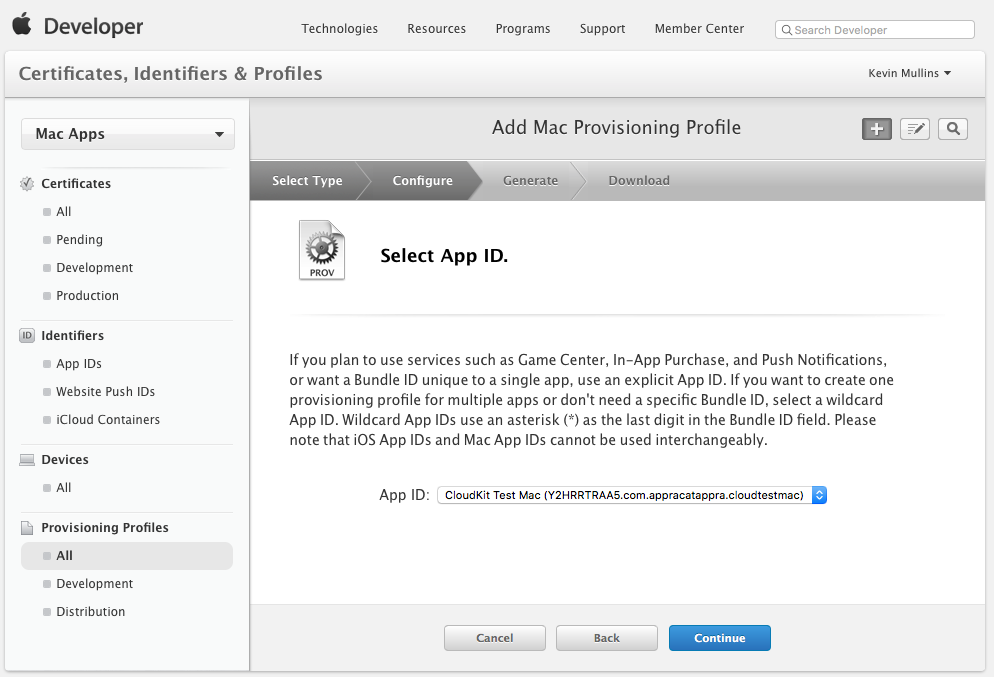 Developer
Technologies Resources Programs Support Member Center Search Developer
Certificates, Identifiers & Profiles
Kevin Mullins
Mac Apps
Certificates
All
Pending
Development
Production
ID Identifiers
App IDs
Website Push IDs
iCloud Containers
Devices
All
Provisioning Profiles
All
Development
Distribution
Add Mac Provisioning Profile
Select Type Configure Generate Download
PROV
Select App ID.
If you plan to use services such as Game Center, In-App Purchase, and Push Notifications,
or want a Bundle ID unique to a single app, use an explicit App ID. If you want to create one
provisioning profile for multiple apps or don't need a specific Bundle ID, select a wildcard
App ID. Wildcard App IDs use an asterisk (*) as the last digit in the Bundle ID field. Please
note that iOS App IDs and Mac App IDs cannot be used interchangeably.
App ID: CloudKit Test Mac (Y2HRRTRAA5.com.appracatappra.cloudtestmac)
Cancel Back Continue